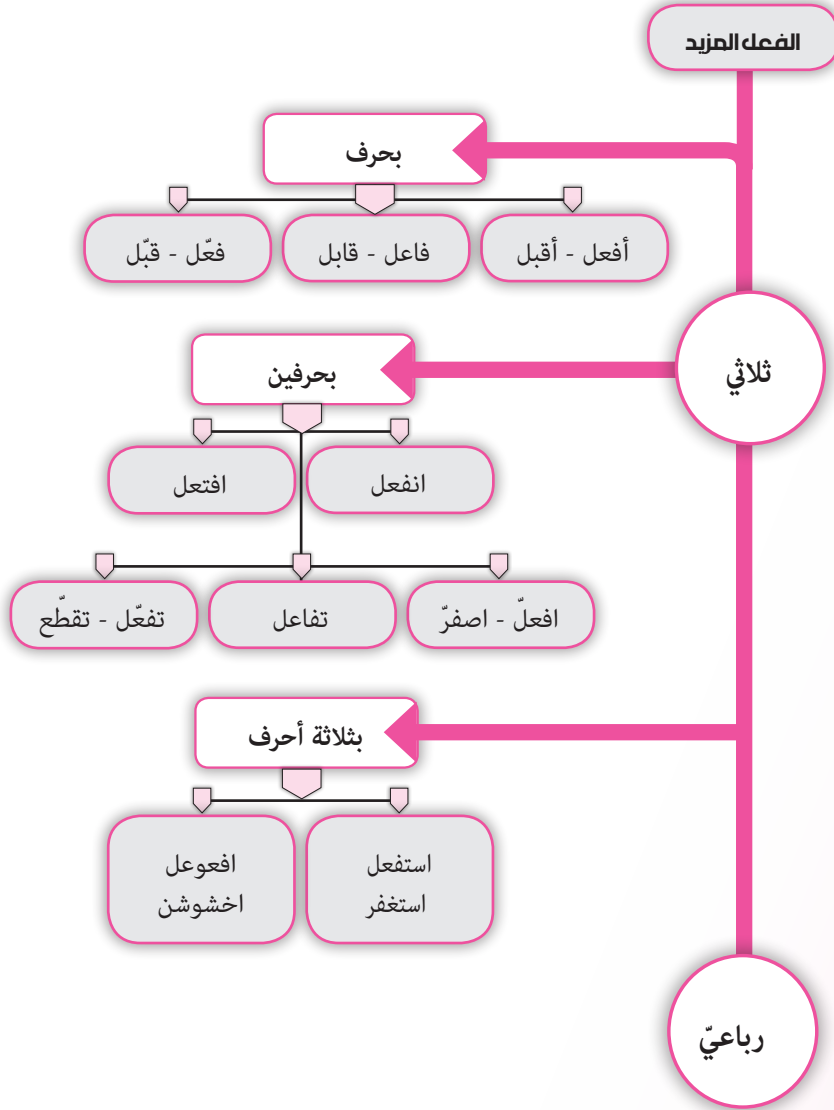 الفعل المزيد
بحرف
أفعل - أقبل
فاعل - قابل
فعّل - قبّل
ثلاثي
بحرفين
انفعل
افتعل
افعلّ - اصفرّ
تفاعل
تفعّل - تقطّع
بثلاثة أحرف
استفعل
استغفر
افعوعل
اخشوشن
رباعيّ